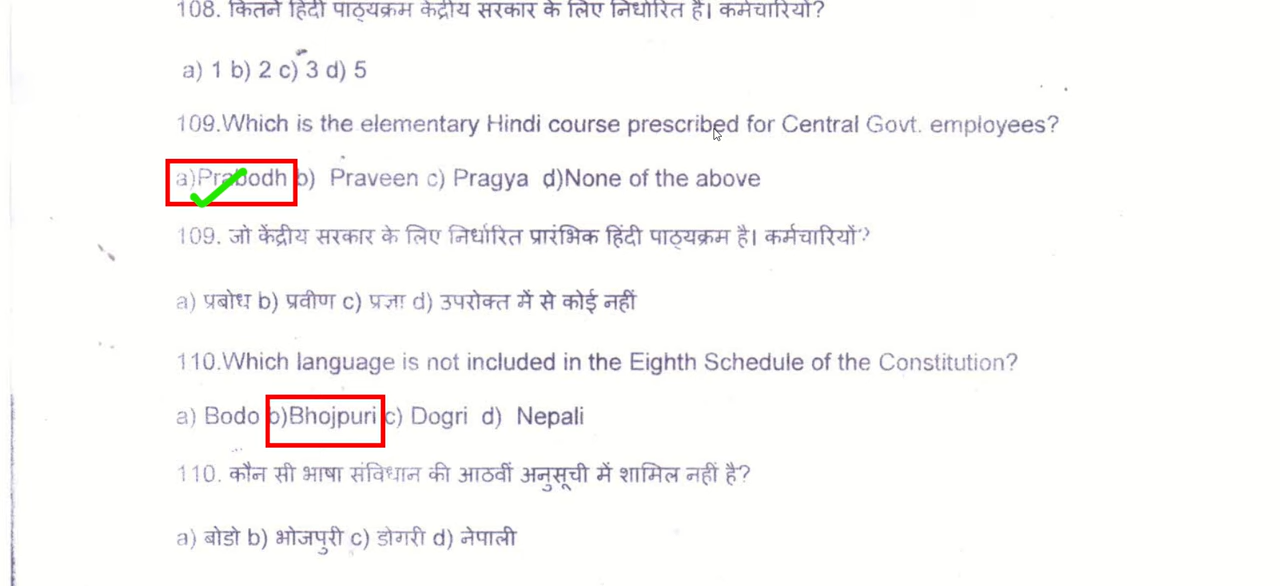 108. कितने हिंदी पाठ्यक्रम केंद्रीय सरकार के लिए निर्धारित हैं। कर्मचारियों?
a) 1 b) 2 c) 3 d) 5
109.Which is the elementary Hindi course prescribed for Central Govt. employees?
a)Prabodh b) Praveen c) Pragya d)None of the above
109. जो केंद्रीय सरकार के लिए निर्धारित प्रारंभिक हिंदी पाठ्यक्रम है। कर्मचारियों?
a) प्रबोध b) प्रवीण c) प्रज्ञा d) उपरोक्त में से कोई नहीं
110.Which language is not included in the Eighth Schedule of the Constitution?
a) Bodo b)Bhojpuri c) Dogri d) Nepali
110. कौन सी भाषा संविधान की आठवीं अनुसूची में शामिल नहीं है?
a) बोडो b) भोजपुरी c) डोगरी d) नेपाली